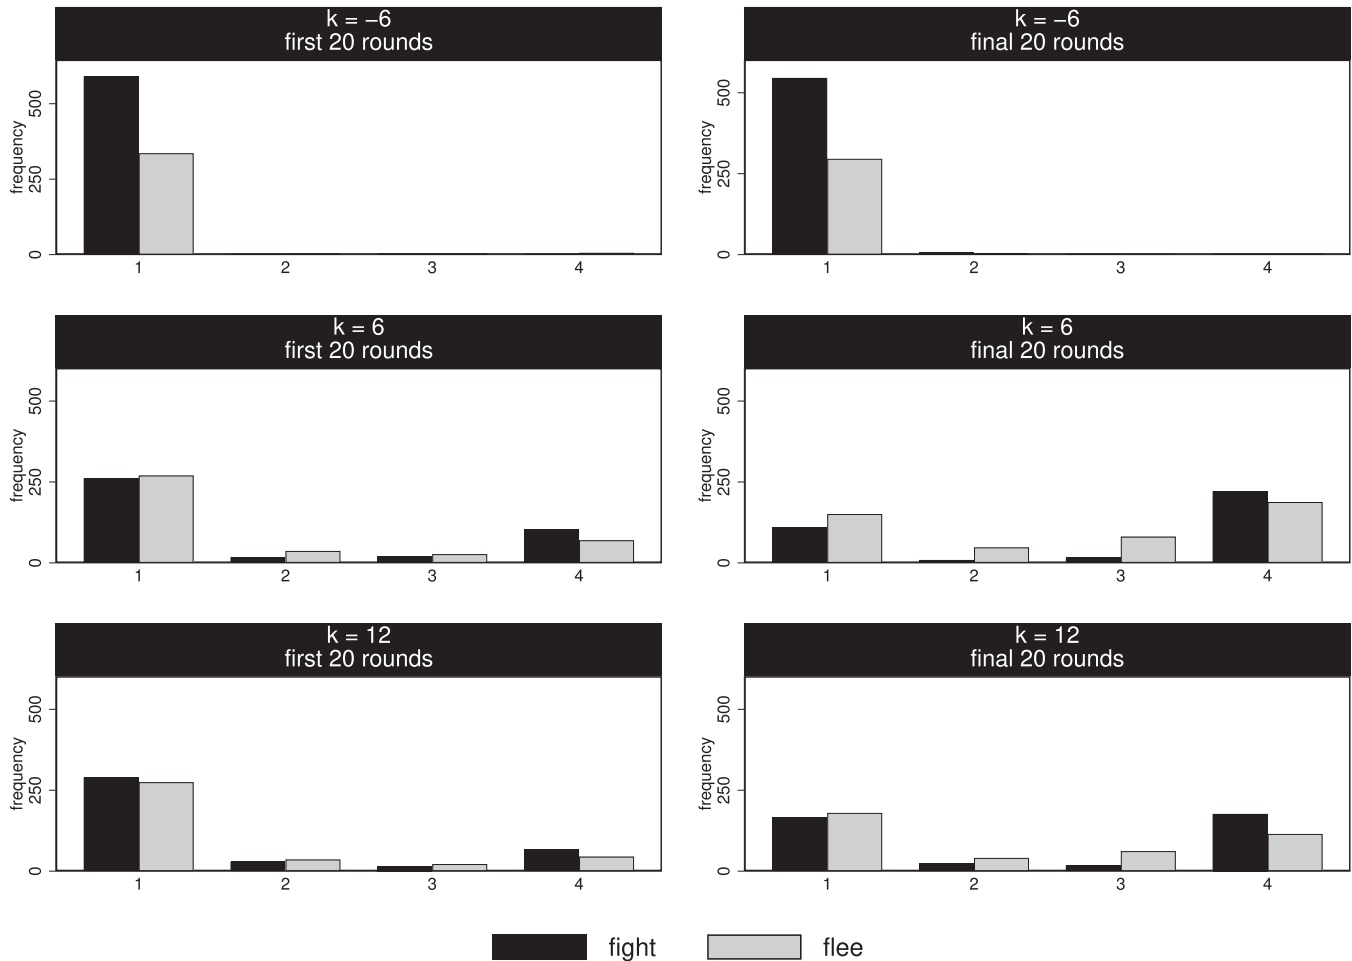 k = −6
first 20 rounds
k = −6
final 20 rounds
frequency
0 250 500
1 2 3 4
frequency
0 250 500
1 2 3 4
k = 6
first 20 rounds
k = 6
final 20 rounds
frequency
0 250 500
1 2 3 4
frequency
0 250 500
1 2 3 4
k = 12
first 20 rounds
k = 12
final 20 rounds
frequency
0 250 500
1 2 3 4
frequency
0 250 500
1 2 3 4
fight flee